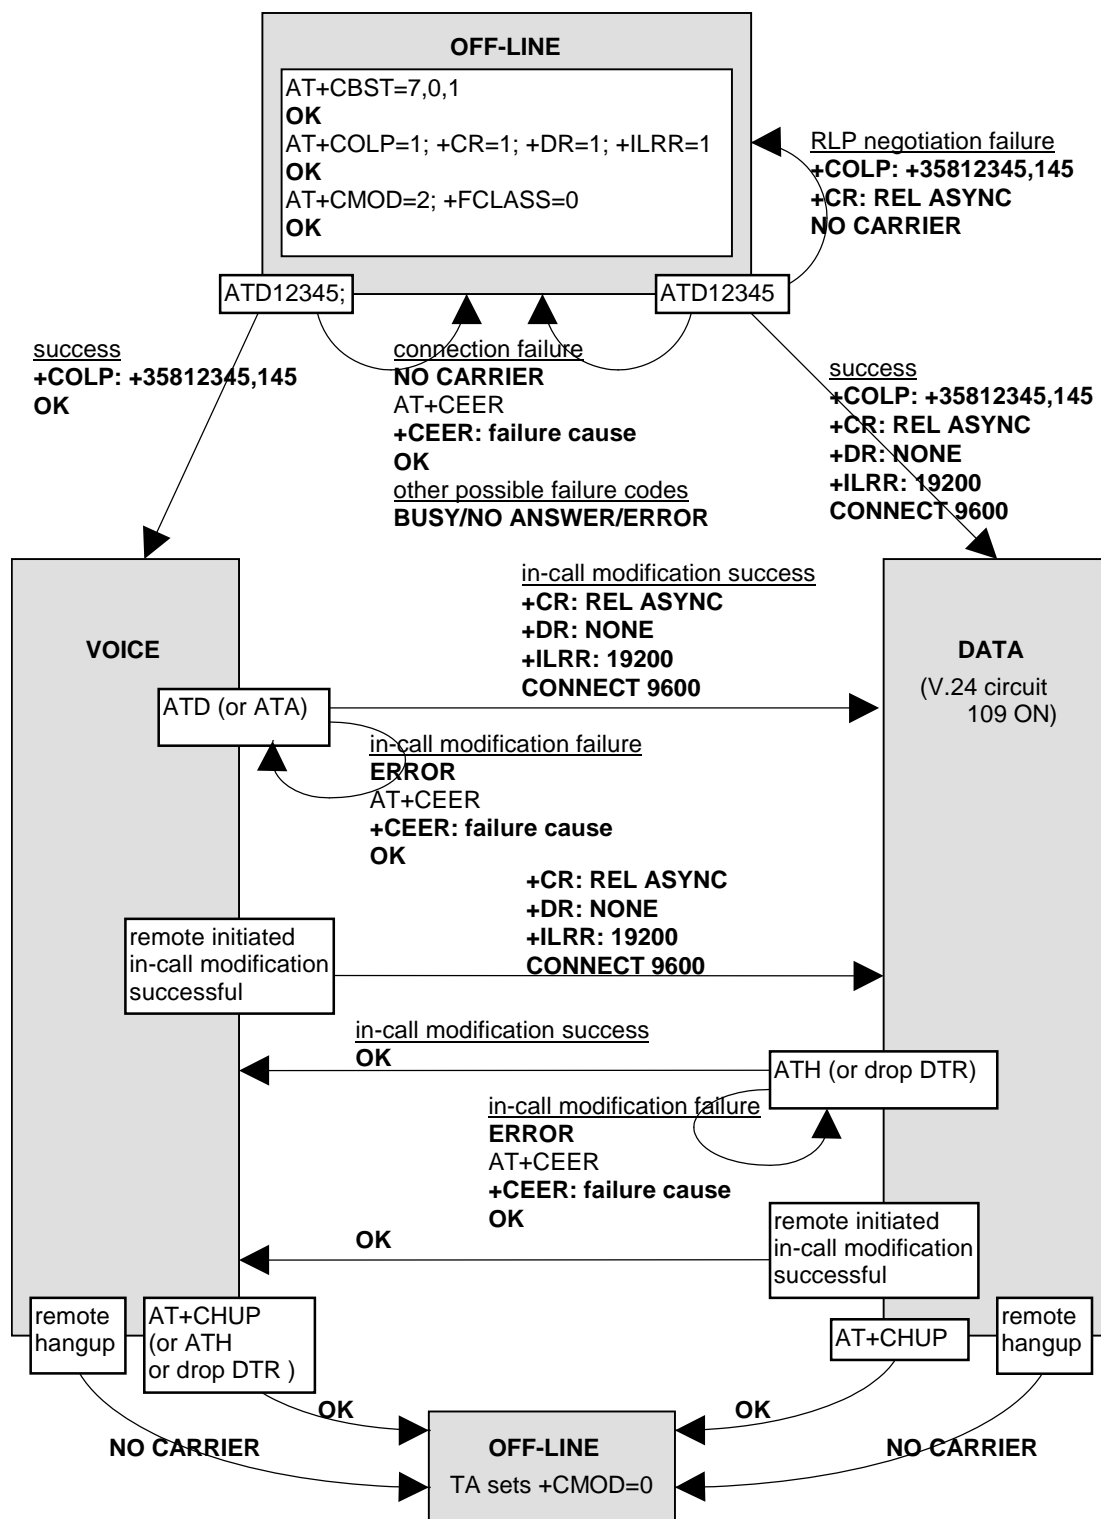 OFF-LINE
AT+CBST=7,0,1
OK
AT+COLP=1; +CR=1; +DR=1; +ILRR=1
OK
AT+CMOD=2; +FCLASS=0
OK
RLP negotiation failure
+COLP: +35812345,145
+CR: REL ASYNC
NO CARRIER
ATD12345;
ATD12345
success
+COLP: +35812345,145
OK
connection failure
NO CARRIER
AT+CEER
+CEER: failure cause
OK
other possible failure codes
BUSY/NO ANSWER/ERROR
success
+COLP: +35812345,145
+CR: REL ASYNC
+DR: NONE
+ILRR: 19200
CONNECT 9600
VOICE
DATA
(V.24 circuit
109 ON)
in-call modification success
+CR: REL ASYNC
+DR: NONE
+ILRR: 19200
CONNECT 9600
ATD (or ATA)
in-call modification failure
ERROR
AT+CEER
+CEER: failure cause
OK
+CR: REL ASYNC
+DR: NONE
+ILRR: 19200
CONNECT 9600
remote initiated
in-call modification
successful
in-call modification success
OK
ATH (or drop DTR)
in-call modification failure
ERROR
AT+CEER
+CEER: failure cause
OK
remote initiated
in-call modification
successful
OK
remote
hangup
AT+CHUP
(or ATH
or drop DTR )
AT+CHUP
remote
hangup
OK
OK
NO CARRIER
NO CARRIER
OFF-LINE
TA sets +CMOD=0